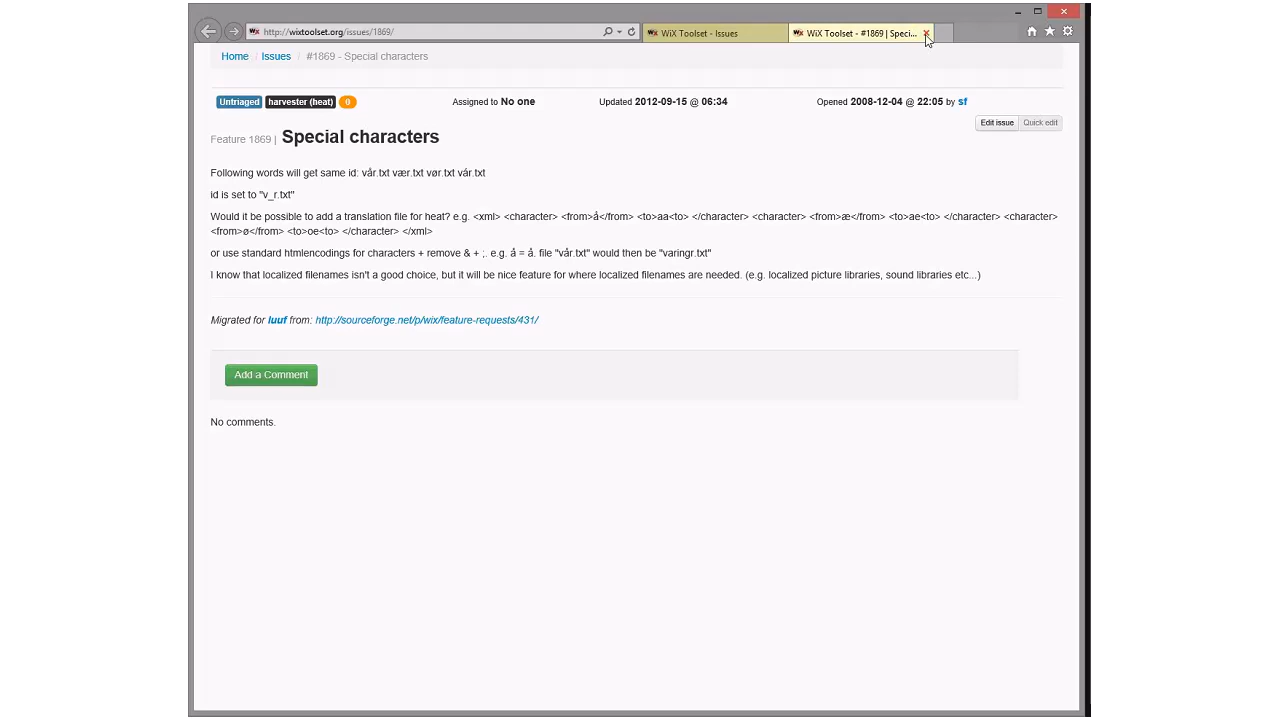 http://wixtoolset.org/issues/1869/
WiX Toolset - Issues
WiX Toolset - #1869 | Speci...
Home / Issues / #1869 - Special characters
Untriaged harvester (heat) 0 Assigned to No one Updated 2012-09-15 @ 06:34 Opened 2008-12-04 @ 22:05 by sf
Edit issue Quick edit
Feature 1869 | Special characters
Following words will get same id: vår.txt vær.txt vør.txt vár.txt
id is set to "v_r.txt"
Would it be possible to add a translation file for heat? e.g. <xml> <character> <from>å</from> <to>aa<to> </character> <character> <from>æ</from> <to>ae<to> </character> <character>
<from>ø</from> <to>oe<to> </character> </xml>
or use standard htmlencodings for characters + remove & + ;. e.g. å = å. file "vår.txt" would then be "varingr.txt"
I know that localized filenames isn't a good choice, but it will be nice feature for where localized filenames are needed. (e.g. localized picture libraries, sound libraries etc...)
Migrated for luuf from: http://sourceforge.net/p/wix/feature-requests/431/
Add a Comment
No comments.